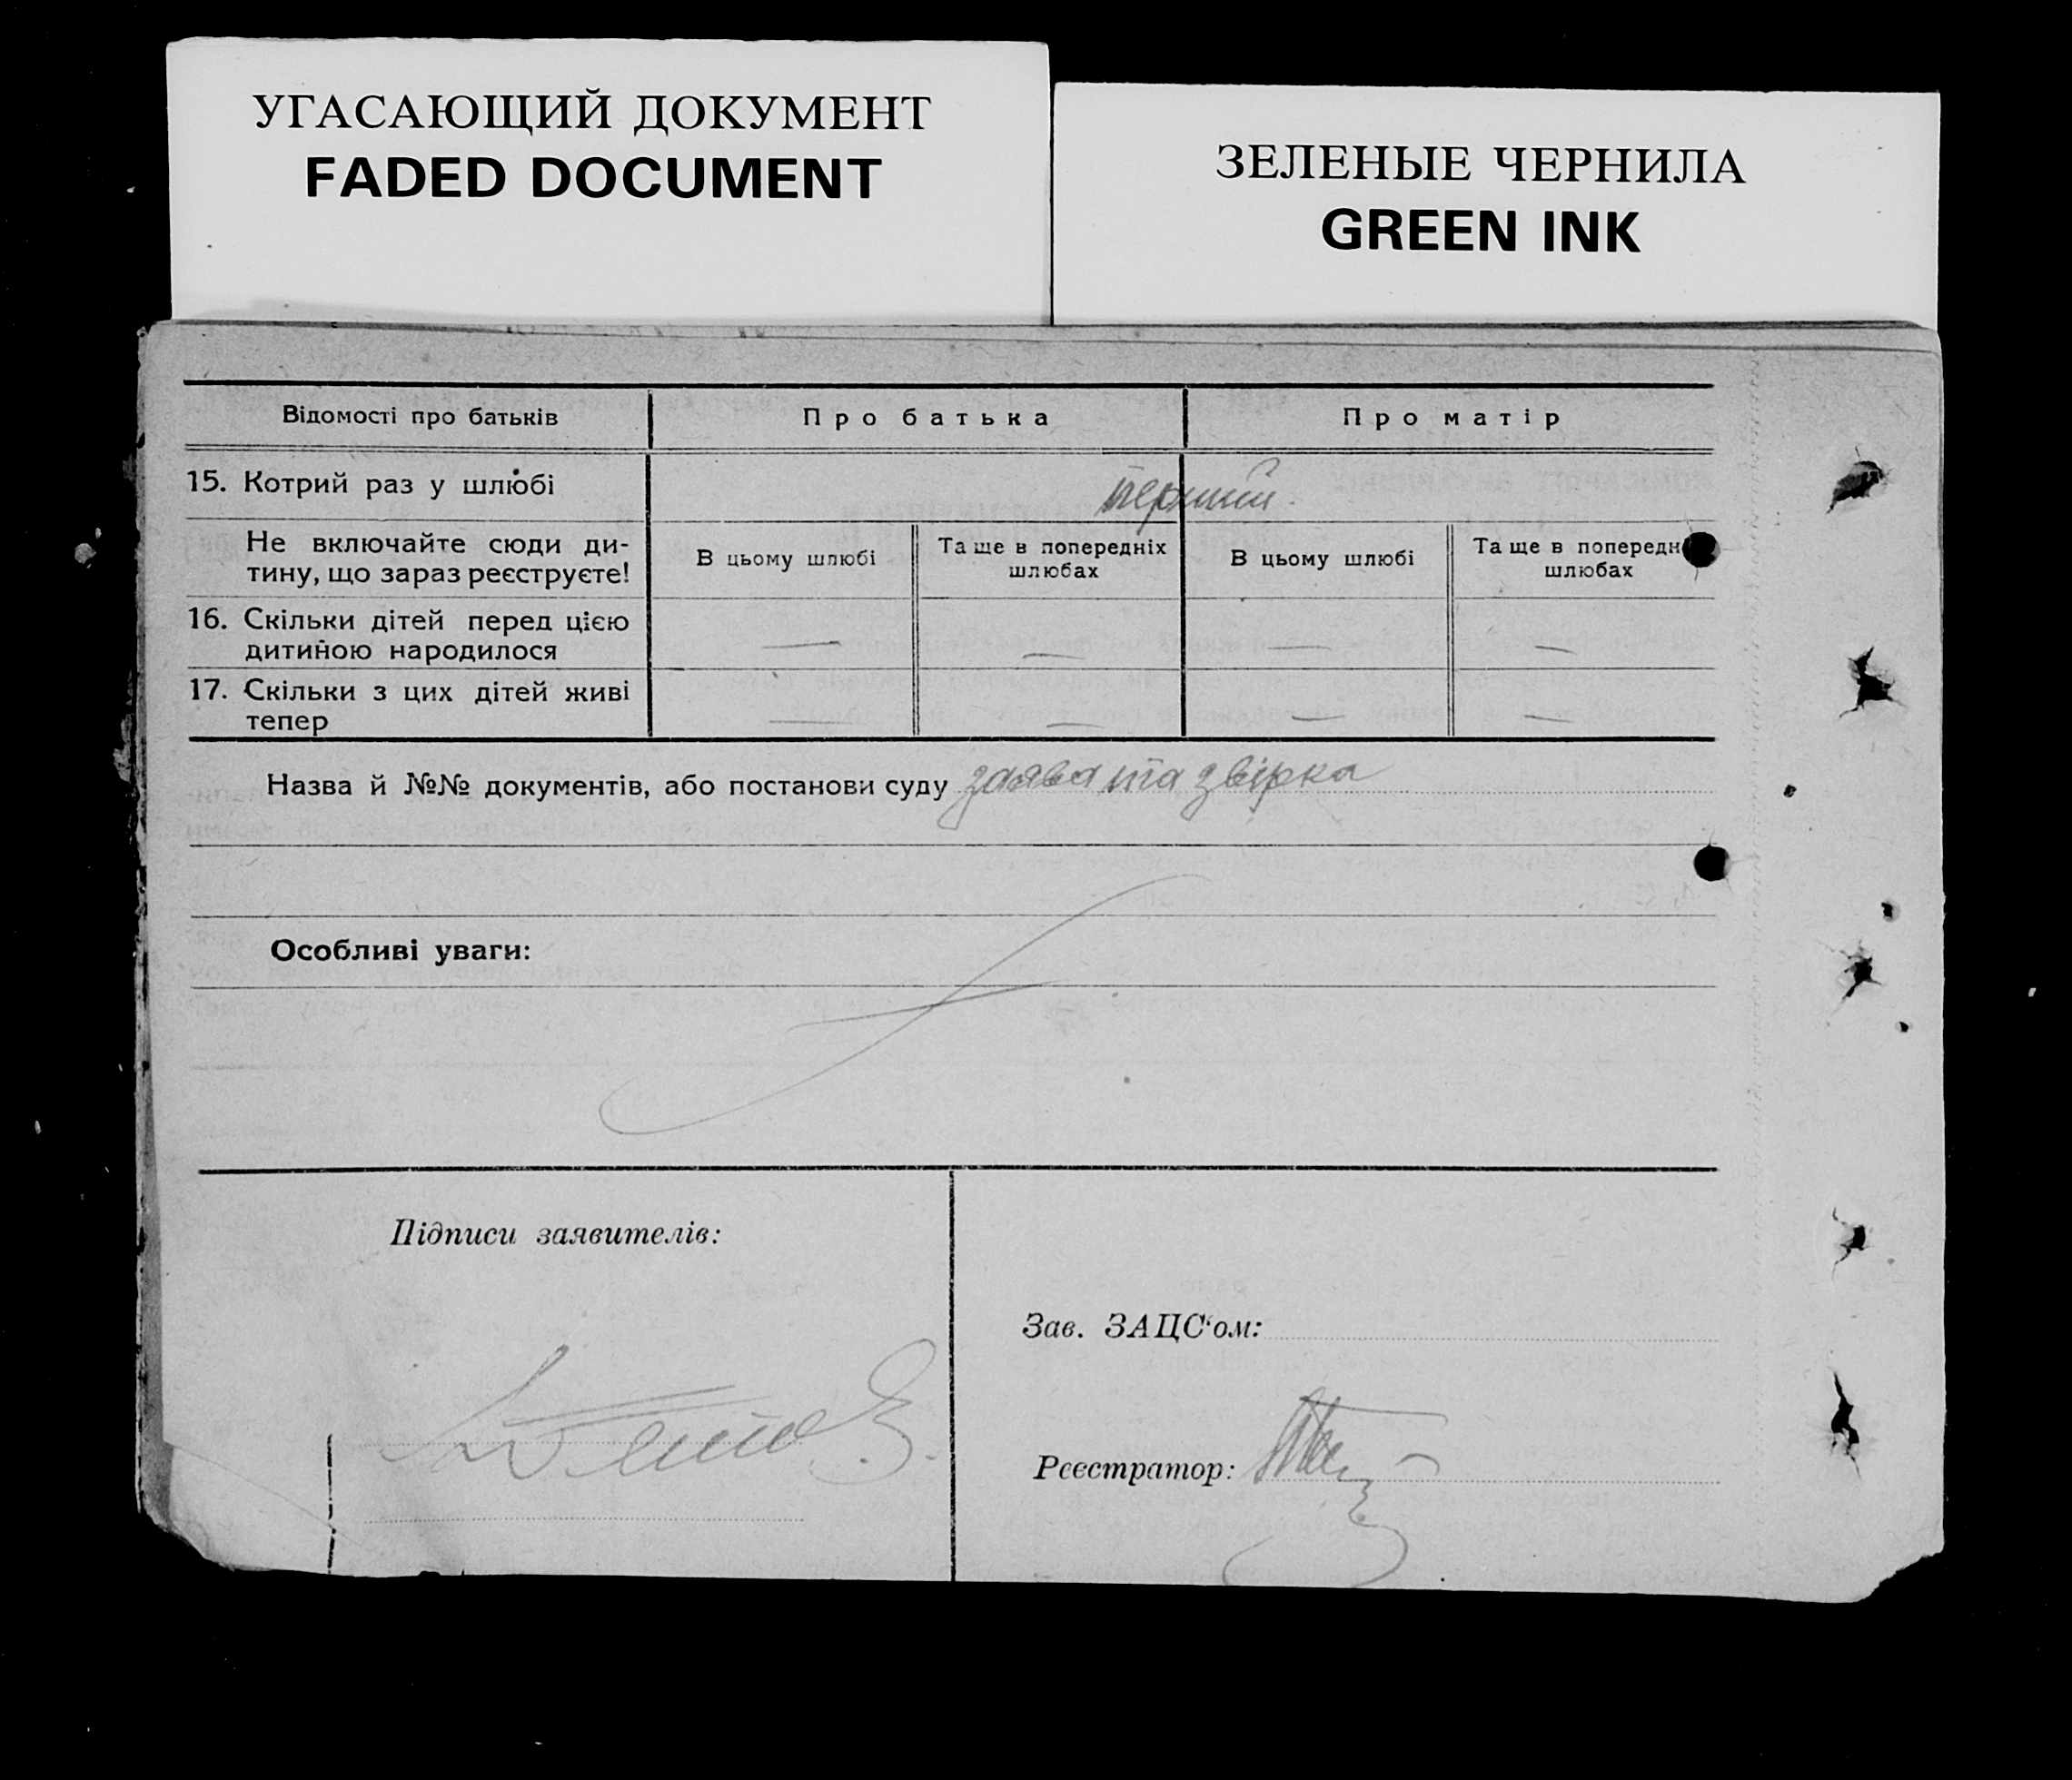 УГАСАЮЩИЙ ДОКУМЕНТ
FADED DOCUMENT
ЗЕЛЕНЫЕ ЧЕРНИЛА
GREEN INK
Відомості про батьків
Про батька
Про матір
15. Котрий раз у шлюбі
перший.
Не включайте сюди ди-
тину, що зараз реєструєте!
В цьому шлюбі
Та ще в попередніх
шлюбах
В цьому шлюбі
Та ще в попередн
шлюбах
16. Скільки дітей перед цією
дитиною народилося
— — — —
17. Скільки з цих дітей живі
тепер
— — — —
Назва й №№ документів, або постанови суду заява та звірка
Особливі уваги:
Підписи заявителів:
Зав. ЗАЦС'ом:
Реєстратор: